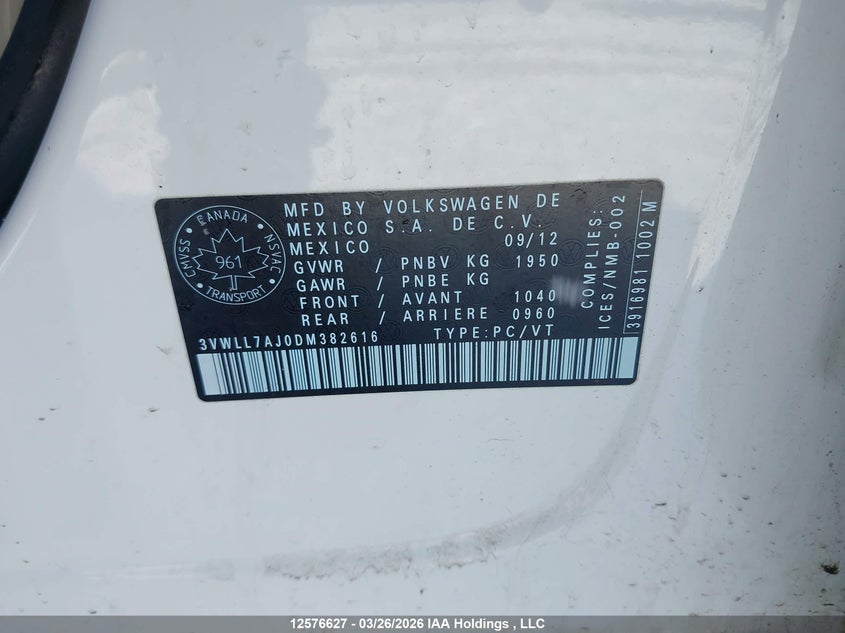 CANADA
CMVSS
NSVAC
961
TRANSPORT
MFD BY VOLKSWAGEN DE
MEXICO S.A. DE C.V.
MEXICO 09/12
GVWR / PNBV KG 1950
GAWR / PNBE KG
FRONT / AVANT 1040
REAR / ARRIERE 0960
3VWLL7AJ0DM382616 TYPE:PC/VT
COMPLIES:
ICES/NMB-002
3916981 1002 M
12576627 - 03/26/2026 IAA Holdings , LLC